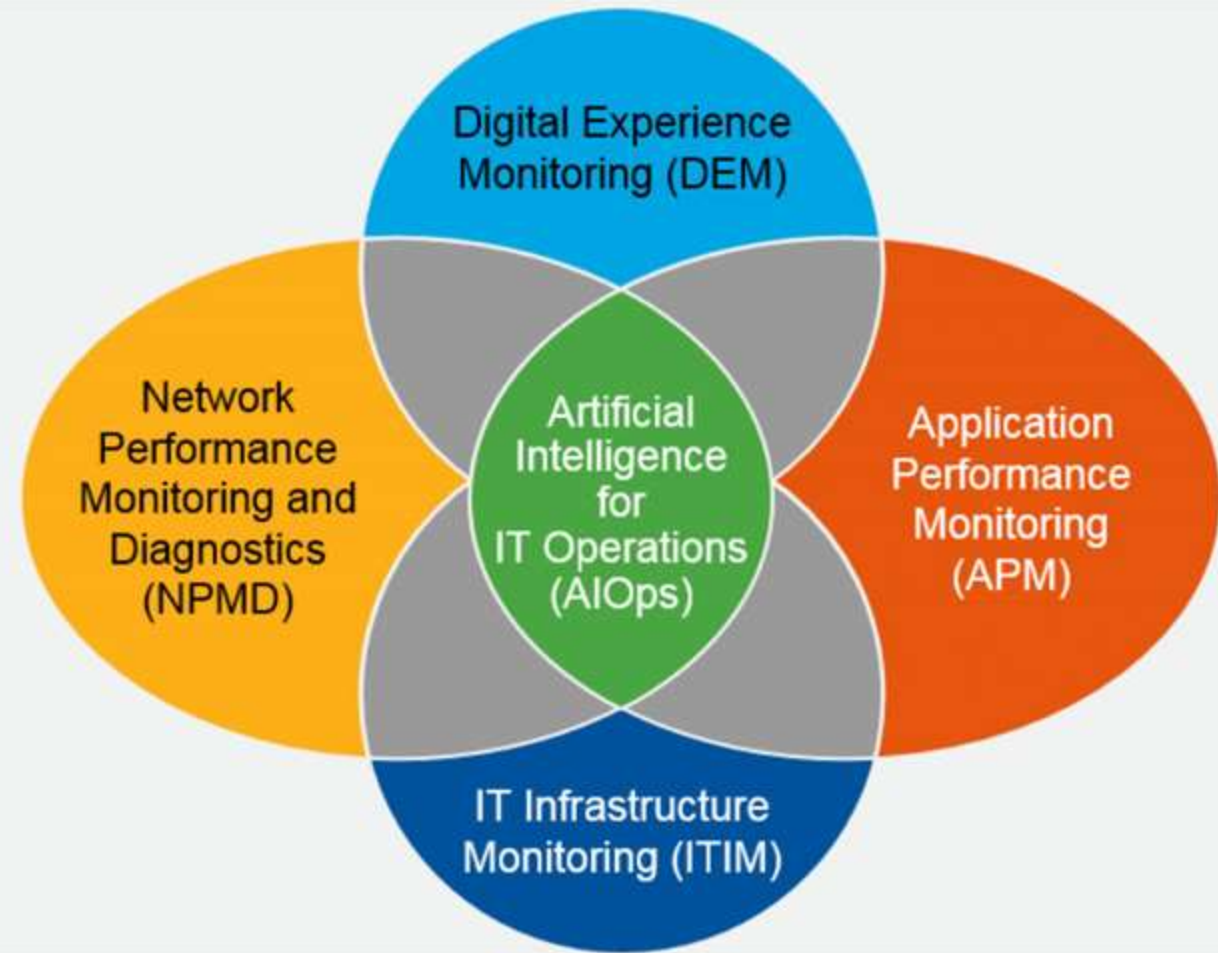 Digital Experience
Monitoring (DEM)
Network
Performance
Monitoring and
Diagnostics
(NPMD)
Artificial
Intelligence
for
IT Operations
(AIOps)
Application
Performance
Monitoring
(APM)
IT Infrastructure
Monitoring (ITIM)